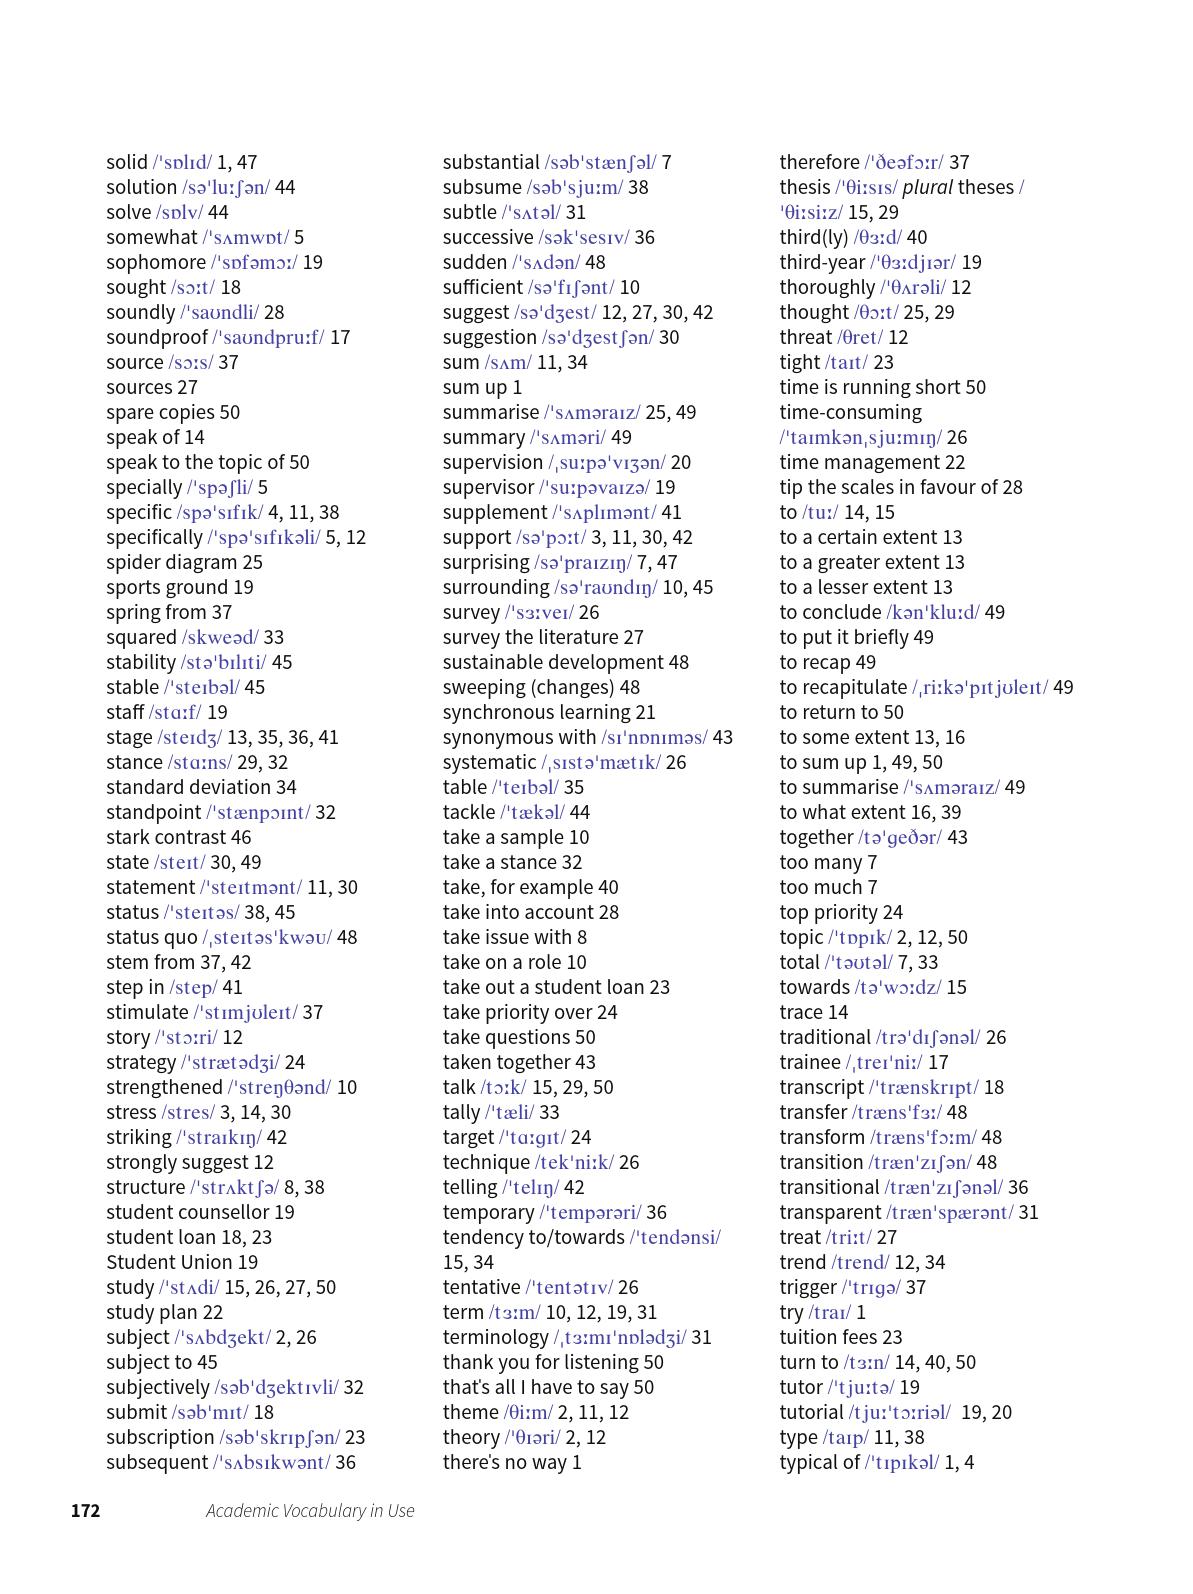 solid /ˈsɒlɪd/ 1, 47
solution /səˈluːʃən/ 44
solve /sɒlv/ 44
somewhat /ˈsʌmwɒt/ 5
sophomore /ˈsɒfəmɔː/ 19
sought /sɔːt/ 18
soundly /ˈsaʊndli/ 28
soundproof /ˈsaʊndpruːf/ 17
source /sɔːs/ 37
sources 27
spare copies 50
speak of 14
speak to the topic of 50
specially /ˈspəʃli/ 5
specific /spəˈsɪfɪk/ 4, 11, 38
specifically /ˈspəˈsɪfɪkəli/ 5, 12
spider diagram 25
sports ground 19
spring from 37
squared /skweəd/ 33
stability /stəˈbɪlɪti/ 45
stable /ˈsteɪbəl/ 45
staff /stɑːf/ 19
stage /steɪdʒ/ 13, 35, 36, 41
stance /stɑːns/ 29, 32
standard deviation 34
standpoint /ˈstænpɔɪnt/ 32
stark contrast 46
state /steɪt/ 30, 49
statement /ˈsteɪtmənt/ 11, 30
status /ˈsteɪtəs/ 38, 45
status quo /ˌsteɪtəsˈkwəʊ/ 48
stem from 37, 42
step in /step/ 41
stimulate /ˈstɪmjʊleɪt/ 37
story /ˈstɔːri/ 12
strategy /ˈstrætədʒi/ 24
strengthened /ˈstreŋθənd/ 10
stress /stres/ 3, 14, 30
striking /ˈstraɪkɪŋ/ 42
strongly suggest 12
structure /ˈstrʌktʃə/ 8, 38
student counsellor 19
student loan 18, 23
Student Union 19
study /ˈstʌdi/ 15, 26, 27, 50
study plan 22
subject /ˈsʌbdʒekt/ 2, 26
subject to 45
subjectively /səbˈdʒektɪvli/ 32
submit /səbˈmɪt/ 18
subscription /səbˈskrɪpʃən/ 23
subsequent /ˈsʌbsɪkwənt/ 36
substantial /səbˈstænʃəl/ 7
subsume /səbˈsjuːm/ 38
subtle /ˈsʌtəl/ 31
successive /səkˈsesɪv/ 36
sudden /ˈsʌdən/ 48
sufficient /səˈfɪʃənt/ 10
suggest /səˈdʒest/ 12, 27, 30, 42
suggestion /səˈdʒestʃən/ 30
sum /sʌm/ 11, 34
sum up 1
summarise /ˈsʌməraɪz/ 25, 49
summary /ˈsʌməri/ 49
supervision /ˌsuːpəˈvɪʒən/ 20
supervisor /ˈsuːpəvaɪzə/ 19
supplement /ˈsʌplɪmənt/ 41
support /səˈpɔːt/ 3, 11, 30, 42
surprising /səˈpraɪzɪŋ/ 7, 47
surrounding /səˈraʊndɪŋ/ 10, 45
survey /ˈsɜːveɪ/ 26
survey the literature 27
sustainable development 48
sweeping (changes) 48
synchronous learning 21
synonymous with /sɪˈnɒnɪməs/ 43
systematic /ˌsɪstəˈmætɪk/ 26
table /ˈteɪbəl/ 35
tackle /ˈtækəl/ 44
take a sample 10
take a stance 32
take, for example 40
take into account 28
take issue with 8
take on a role 10
take out a student loan 23
take priority over 24
take questions 50
taken together 43
talk /tɔːk/ 15, 29, 50
tally /ˈtæli/ 33
target /ˈtɑːɡɪt/ 24
technique /tekˈniːk/ 26
telling /ˈtelɪŋ/ 42
temporary /ˈtempərəri/ 36
tendency to/towards /ˈtendənsi/
15, 34
tentative /ˈtentətɪv/ 26
term /tɜːm/ 10, 12, 19, 31
terminology /ˌtɜːmɪˈnɒlədʒi/ 31
thank you for listening 50
that's all I have to say 50
theme /θiːm/ 2, 11, 12
theory /ˈθɪəri/ 2, 12
there's no way 1
therefore /ˈðeəfɔːr/ 37
thesis /ˈθiːsɪs/ plural theses /
ˈθiːsiːz/ 15, 29
third(ly) /θɜːd/ 40
third-year /ˈθɜːdjɪər/ 19
thoroughly /ˈθʌrəli/ 12
thought /θɔːt/ 25, 29
threat /θret/ 12
tight /taɪt/ 23
time is running short 50
time-consuming
/ˈtaɪmkənˌsjuːmɪŋ/ 26
time management 22
tip the scales in favour of 28
to /tuː/ 14, 15
to a certain extent 13
to a greater extent 13
to a lesser extent 13
to conclude /kənˈkluːd/ 49
to put it briefly 49
to recap 49
to recapitulate /ˌriːkəˈpɪtjʊleɪt/ 49
to return to 50
to some extent 13, 16
to sum up 1, 49, 50
to summarise /ˈsʌməraɪz/ 49
to what extent 16, 39
together /təˈɡeðər/ 43
too many 7
too much 7
top priority 24
topic /ˈtɒpɪk/ 2, 12, 50
total /ˈtəʊtəl/ 7, 33
towards /təˈwɔːdz/ 15
trace 14
traditional /trəˈdɪʃənəl/ 26
trainee /ˌtreɪˈniː/ 17
transcript /ˈtrænskrɪpt/ 18
transfer /trænsˈfɜː/ 48
transform /trænsˈfɔːm/ 48
transition /trænˈzɪʃən/ 48
transitional /trænˈzɪʃənəl/ 36
transparent /trænˈspærənt/ 31
treat /triːt/ 27
trend /trend/ 12, 34
trigger /ˈtrɪɡə/ 37
try /traɪ/ 1
tuition fees 23
turn to /tɜːn/ 14, 40, 50
tutor /ˈtjuːtə/ 19
tutorial /tjuːˈtɔːriəl/ 19, 20
type /taɪp/ 11, 38
typical of /ˈtɪpɪkəl/ 1, 4
172 Academic Vocabulary in Use